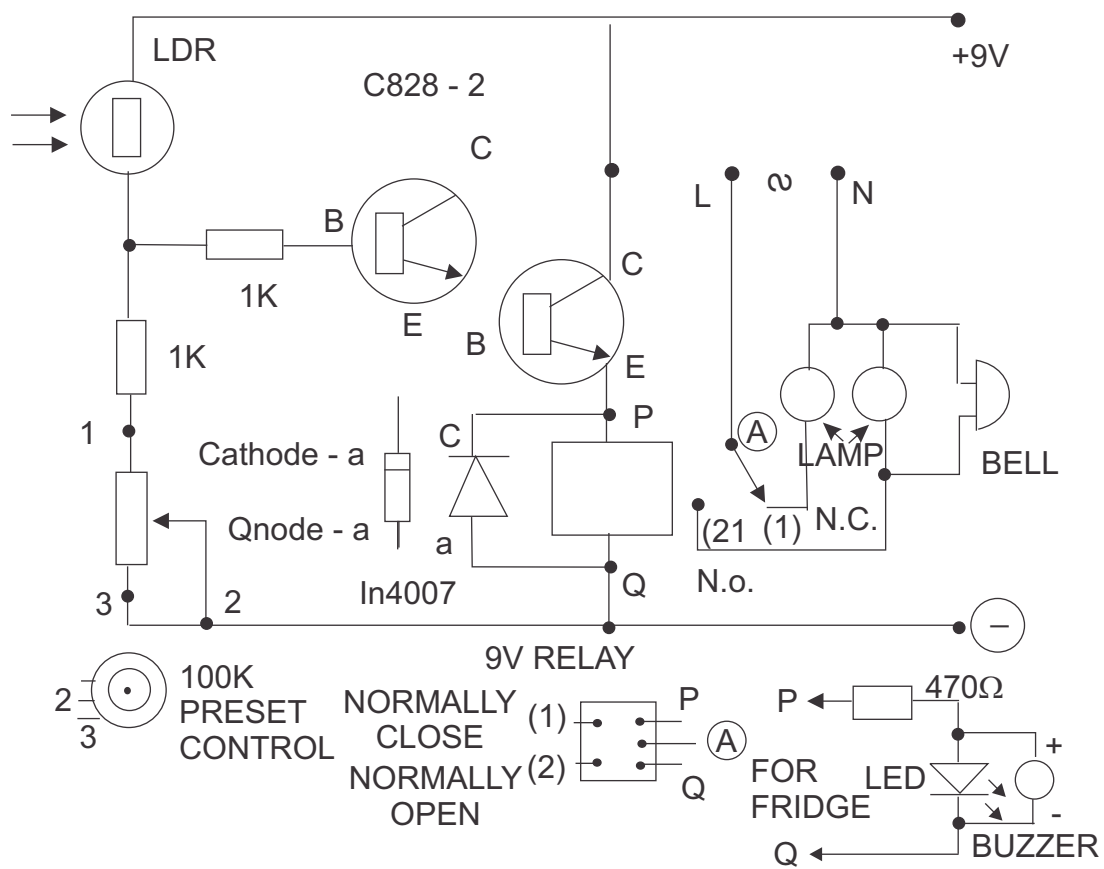 LDR
+9V
C828 - 2
C
L
N
B
C
1K
E
B
E
1K
P
1
C
A
Cathode - a
LAMP
BELL
(21
(1)
N.C.
Qnode - a
a
In4007
Q
N.o.
3
2
−
9V RELAY
100K
PRESET
CONTROL
2
3
NORMALLY
CLOSE
(1)
P
A
NORMALLY
OPEN
(2)
Q
P
470Ω
+
FOR
FRIDGE
LED
-
BUZZER
Q